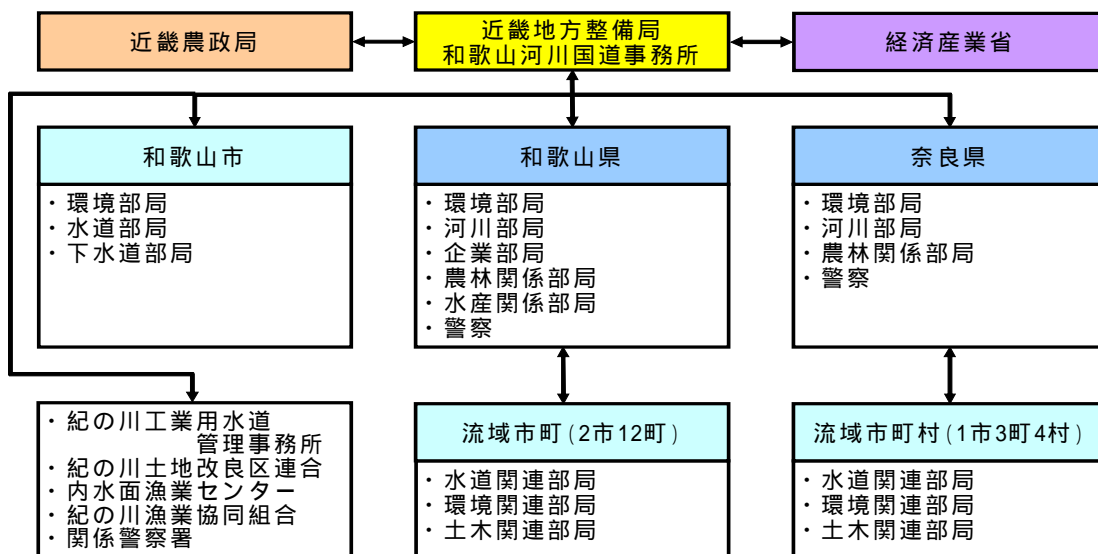 近畿農政局
近畿地方整備局
和歌山河川国道事務所
経済産業省
和歌山市
・環境部局
・水道部局
・下水道部局
和歌山県
・環境部局
・河川部局
・企業部局
・農林関係部局
・水産関係部局
・警察
奈良県
・環境部局
・河川部局
・農林関係部局
・警察
・紀の川工業用水道
管理事務所
・紀の川土地改良区連合
・内水面漁業センター
・紀の川漁業協同組合
・関係警察署
流域市町(2市12町)
・水道関連部局
・環境関連部局
・土木関連部局
流域市町村(1市3町4村)
・水道関連部局
・環境関連部局
・土木関連部局